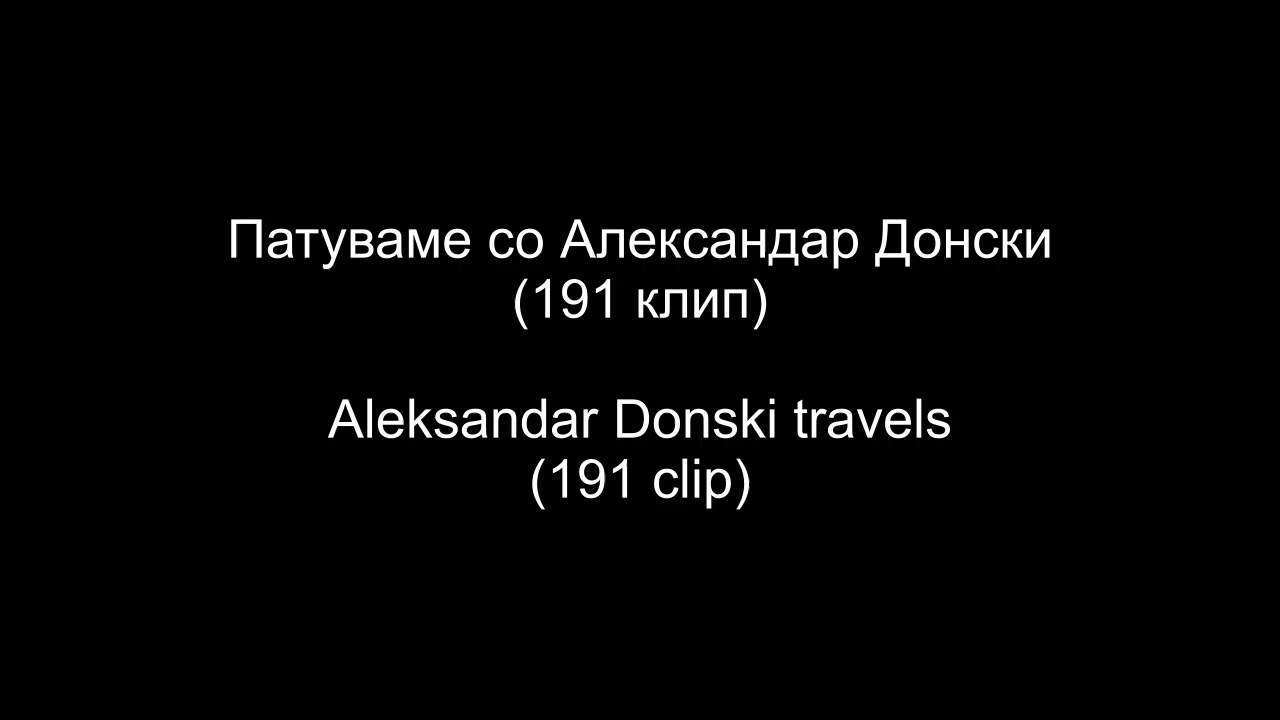 Патуваме со Александар Донски
(191 клип)
Aleksandar Donski travels
(191 clip)